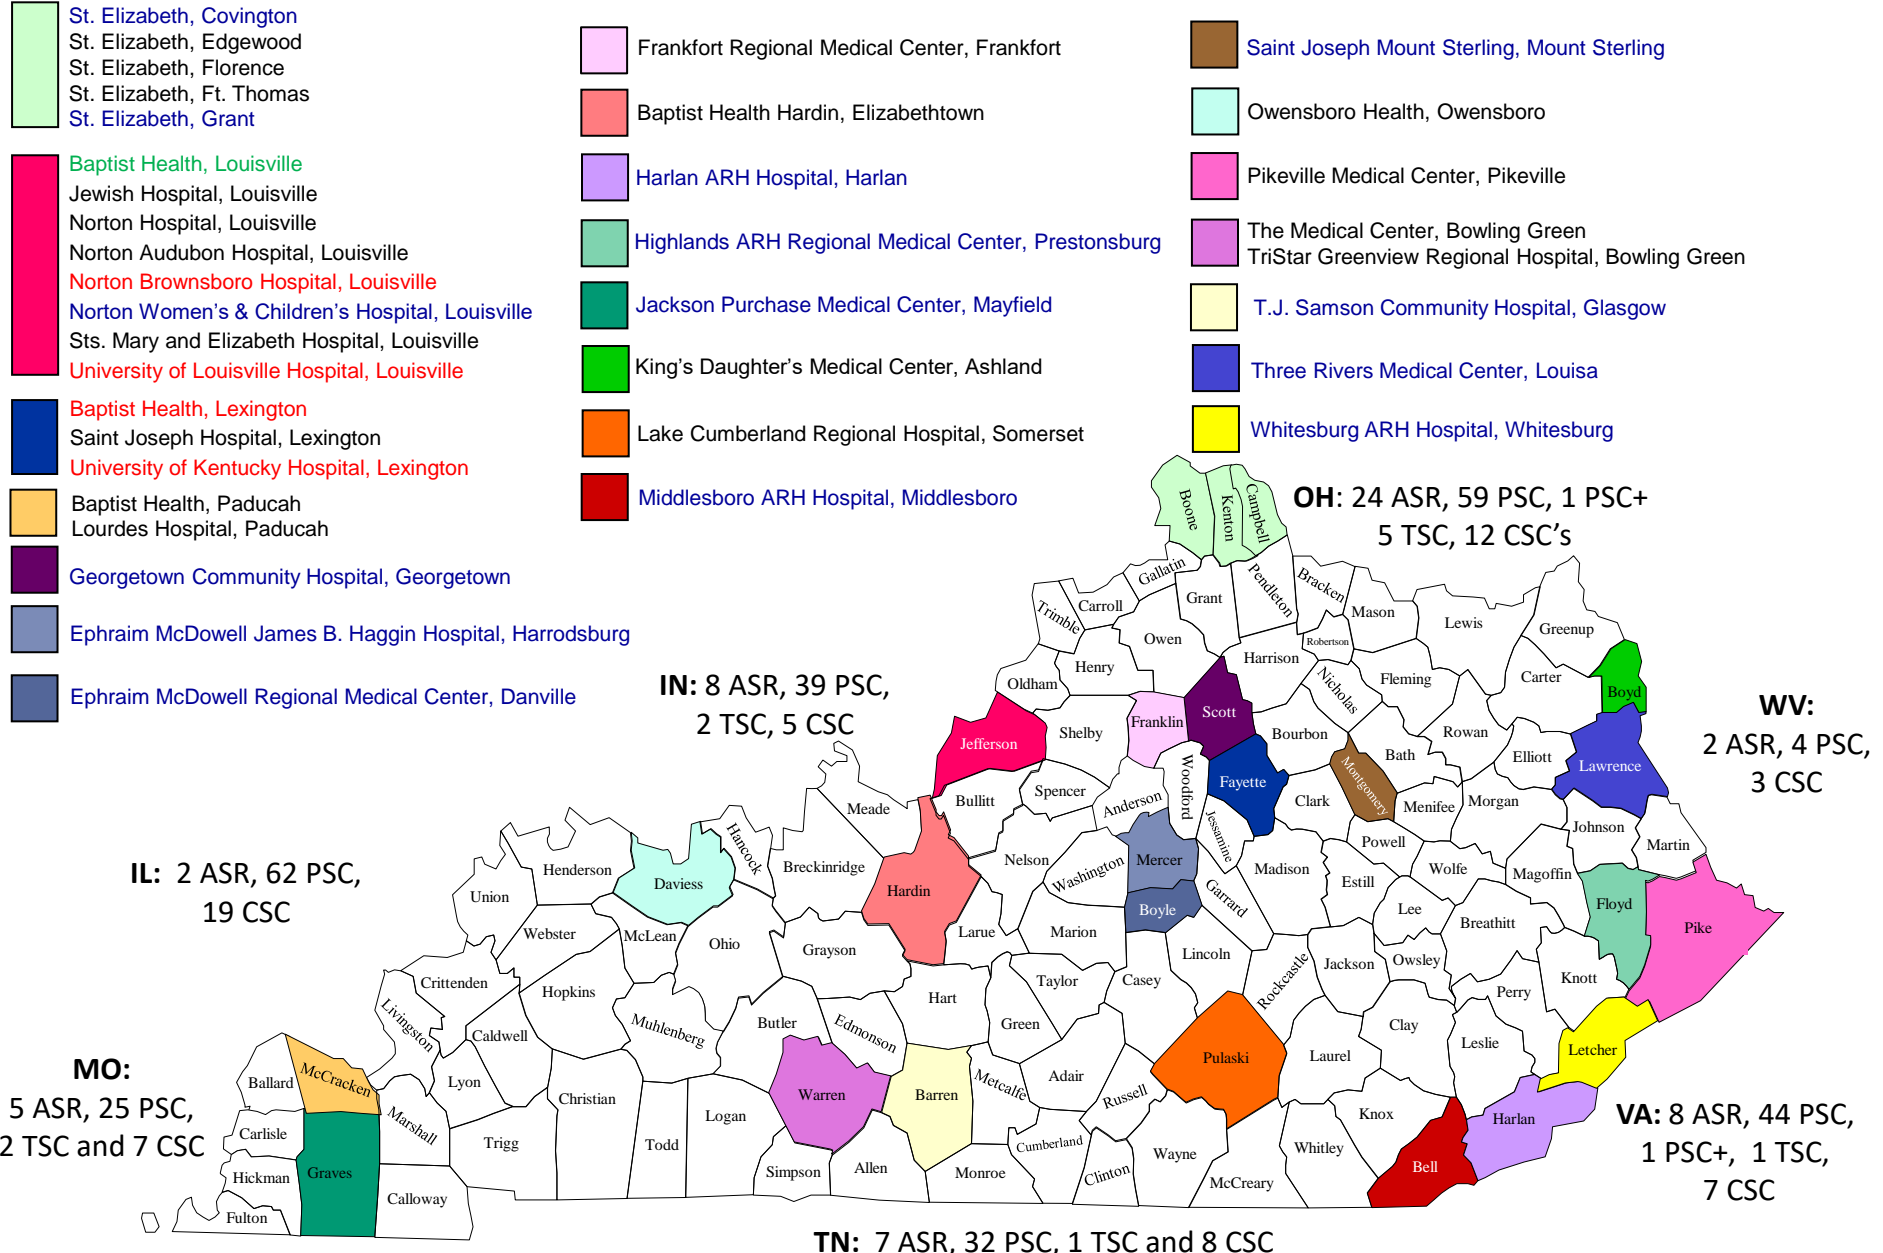 St. Elizabeth, Covington
St. Elizabeth, Edgewood
St. Elizabeth, Florence
St. Elizabeth, Ft. Thomas
St. Elizabeth, Grant
Baptist Health, Louisville
Jewish Hospital, Louisville
Norton Hospital, Louisville
Norton Audubon Hospital, Louisville
Norton Brownsboro Hospital, Louisville
Norton Women's & Children's Hospital, Louisville
Sts. Mary and Elizabeth Hospital, Louisville
University of Louisville Hospital, Louisville
Baptist Health, Lexington
Saint Joseph Hospital, Lexington
University of Kentucky Hospital, Lexington
Baptist Health, Paducah
Lourdes Hospital, Paducah
Georgetown Community Hospital, Georgetown
Ephraim McDowell James B. Haggin Hospital, Harrodsburg
Ephraim McDowell Regional Medical Center, Danville
Frankfort Regional Medical Center, Frankfort
Baptist Health Hardin, Elizabethtown
Harlan ARH Hospital, Harlan
Highlands ARH Regional Medical Center, Prestonsburg
Jackson Purchase Medical Center, Mayfield
King's Daughter's Medical Center, Ashland
Lake Cumberland Regional Hospital, Somerset
Middlesboro ARH Hospital, Middlesboro
Saint Joseph Mount Sterling, Mount Sterling
Owensboro Health, Owensboro
Pikeville Medical Center, Pikeville
The Medical Center, Bowling Green
TriStar Greenview Regional Hospital, Bowling Green
T.J. Samson Community Hospital, Glasgow
Three Rivers Medical Center, Louisa
Whitesburg ARH Hospital, Whitesburg
OH: 24 ASR, 59 PSC, 1 PSC+
5 TSC, 12 CSC's
IN: 8 ASR, 39 PSC,
2 TSC, 5 CSC
WV:
2 ASR, 4 PSC,
3 CSC
IL: 2 ASR, 62 PSC,
19 CSC
MO:
5 ASR, 25 PSC,
2 TSC and 7 CSC
VA: 8 ASR, 44 PSC,
1 PSC+, 1 TSC,
7 CSC
TN: 7 ASR, 32 PSC, 1 TSC and 8 CSC
Boone
Kenton
Campbell
Gallatin
Grant
Pendleton
Bracken
Mason
Lewis
Greenup
Trimble
Carroll
Owen
Robertson
Harrison
Henry
Oldham
Nicholas
Fleming
Carter
Boyd
Scott
Franklin
Shelby
Jefferson
Bourbon
Bath
Rowan
Elliott
Lawrence
Fayette
Woodford
Montgomery
Clark
Menifee
Morgan
Johnson
Martin
Spencer
Bullitt
Anderson
Jessamine
Meade
Hancock
Breckinridge
Nelson
Washington
Mercer
Madison
Powell
Estill
Wolfe
Magoffin
Floyd
Pike
Henderson
Daviess
Hardin
Union
Boyle
Garrard
Lee
Breathitt
Webster
McLean
Ohio
Grayson
Larue
Marion
Lincoln
Rockcastle
Jackson
Owsley
Perry
Knott
Crittenden
Hopkins
Hart
Taylor
Casey
Livingston
Caldwell
Muhlenberg
Butler
Edmonson
Green
Pulaski
Laurel
Clay
Leslie
Letcher
Ballard
McCracken
Lyon
Christian
Logan
Warren
Barren
Metcalfe
Adair
Russell
Knox
Harlan
Carlisle
Marshall
Trigg
Todd
Simpson
Allen
Monroe
Cumberland
Clinton
Wayne
McCreary
Whitley
Bell
Hickman
Graves
Calloway
Fulton